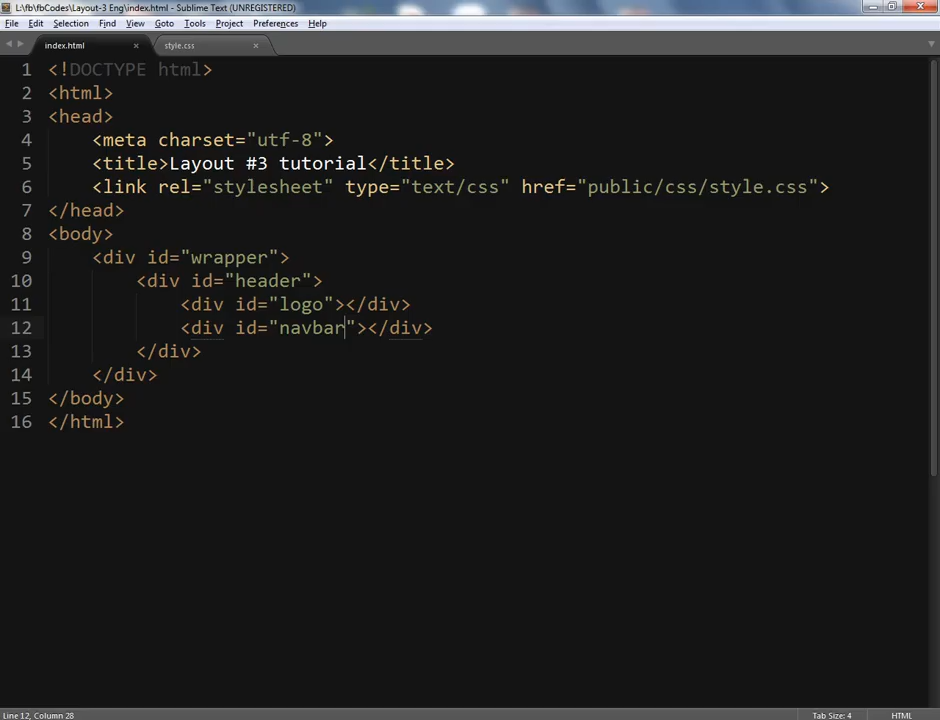 L:\fb\fbCodes\Layout-3 Eng\index.html - Sublime Text (UNREGISTERED)
File Edit Selection Find View Goto Tools Project Preferences Help
index.html × style.css ×
1 <!DOCTYPE html>
2 <html>
3 <head>
4 <meta charset="utf-8">
5 <title>Layout #3 tutorial</title>
6 <link rel="stylesheet" type="text/css" href="public/css/style.css">
7 </head>
8 <body>
9 <div id="wrapper">
10 <div id="header">
11 <div id="logo"></div>
12 <div id="navbar"></div>
13 </div>
14 </div>
15 </body>
16 </html>
Line 12, Column 28 Tab Size: 4 HTML